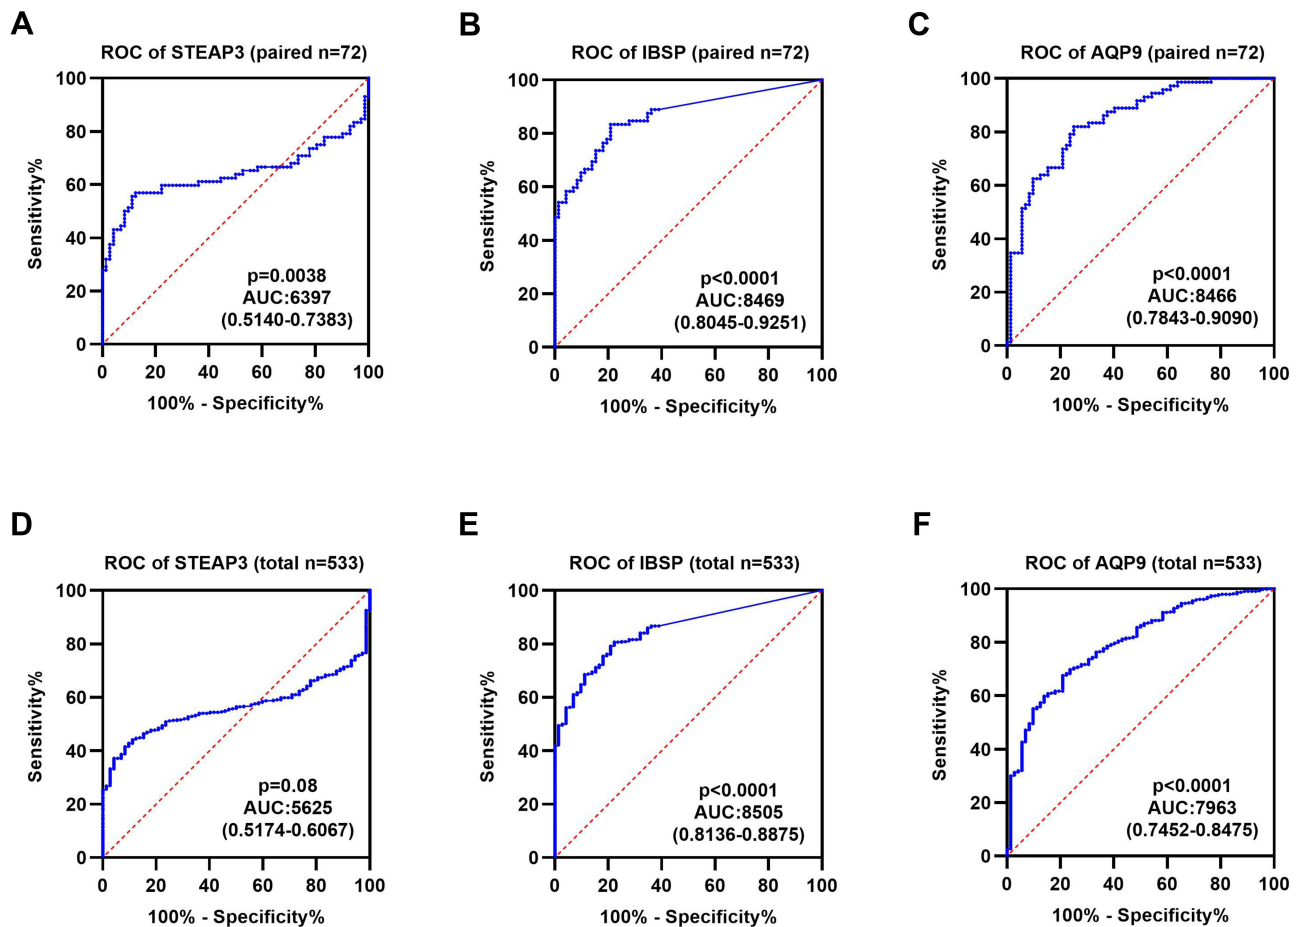 A
ROC of STEAP3 (paired n=72)
Sensitivity%
100
80
60
40
20
0
p=0.0038
AUC:6397
(0.5140-0.7383)
0 20 40 60 80 100
100% - Specificity%
B
ROC of IBSP (paired n=72)
Sensitivity%
100
80
60
40
20
0
p<0.0001
AUC:8469
(0.8045-0.9251)
0 20 40 60 80 100
100% - Specificity%
C
ROC of AQP9 (paired n=72)
Sensitivity%
100
80
60
40
20
0
p<0.0001
AUC:8466
(0.7843-0.9090)
0 20 40 60 80 100
100% - Specificity%
D
ROC of STEAP3 (total n=533)
Sensitivity%
100
80
60
40
20
0
p=0.08
AUC:5625
(0.5174-0.6067)
0 20 40 60 80 100
100% - Specificity%
E
ROC of IBSP (total n=533)
Sensitivity%
100
80
60
40
20
0
p<0.0001
AUC:8505
(0.8136-0.8875)
0 20 40 60 80 100
100% - Specificity%
F
ROC of AQP9 (total n=533)
Sensitivity%
100
80
60
40
20
0
p<0.0001
AUC:7963
(0.7452-0.8475)
0 20 40 60 80 100
100% - Specificity%